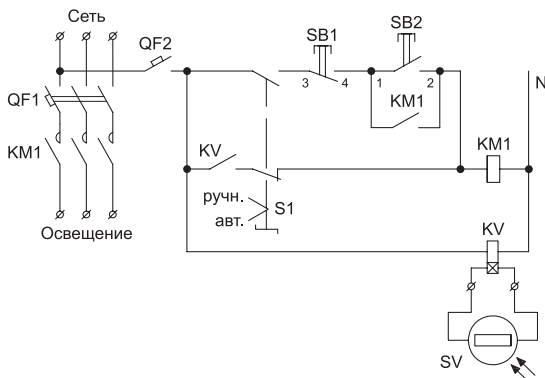 Сеть
QF2
SB1
SB2
3 4
1 2
N
QF1
KM1
KM1
KV
KM1
ручн.
авт.
S1
Освещение
KV
SV